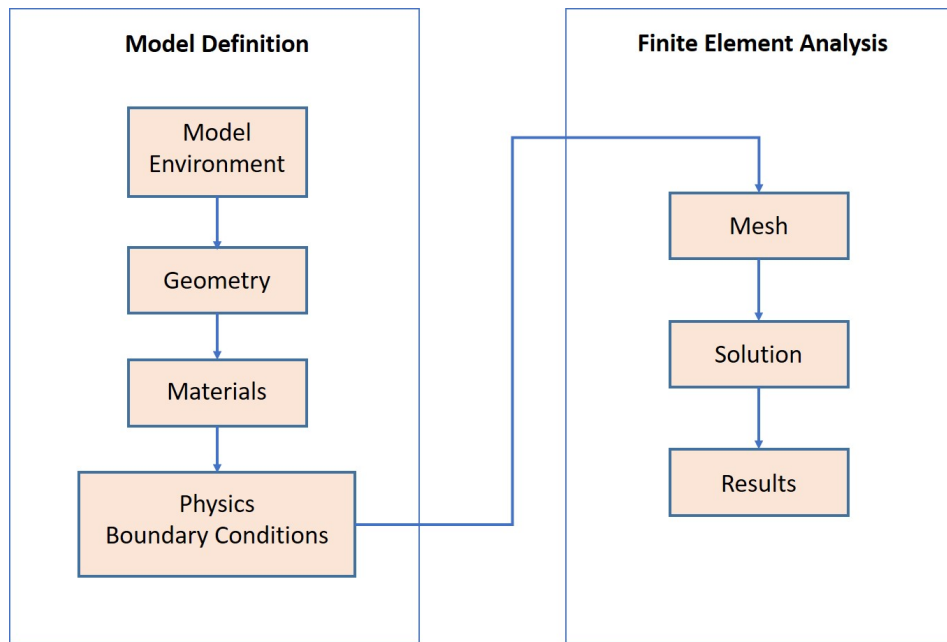 Model Definition
Model
Environment
Geometry
Materials
Physics
Boundary Conditions
Finite Element Analysis
Mesh
Solution
Results